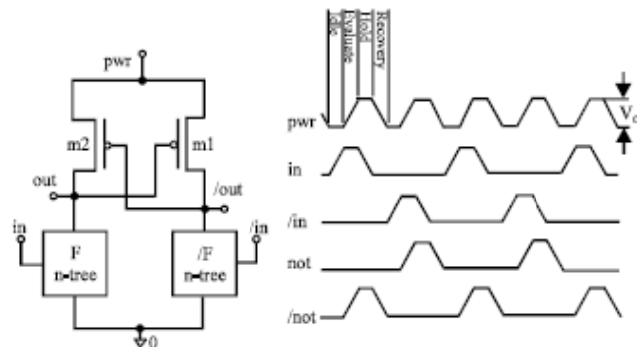 pwr
m2
m1
out
/out
in
/in
F
n-tree
/F
n-tree
0
Idle
Evaluate
Hold
Recovery
pwr
in
/in
not
/not